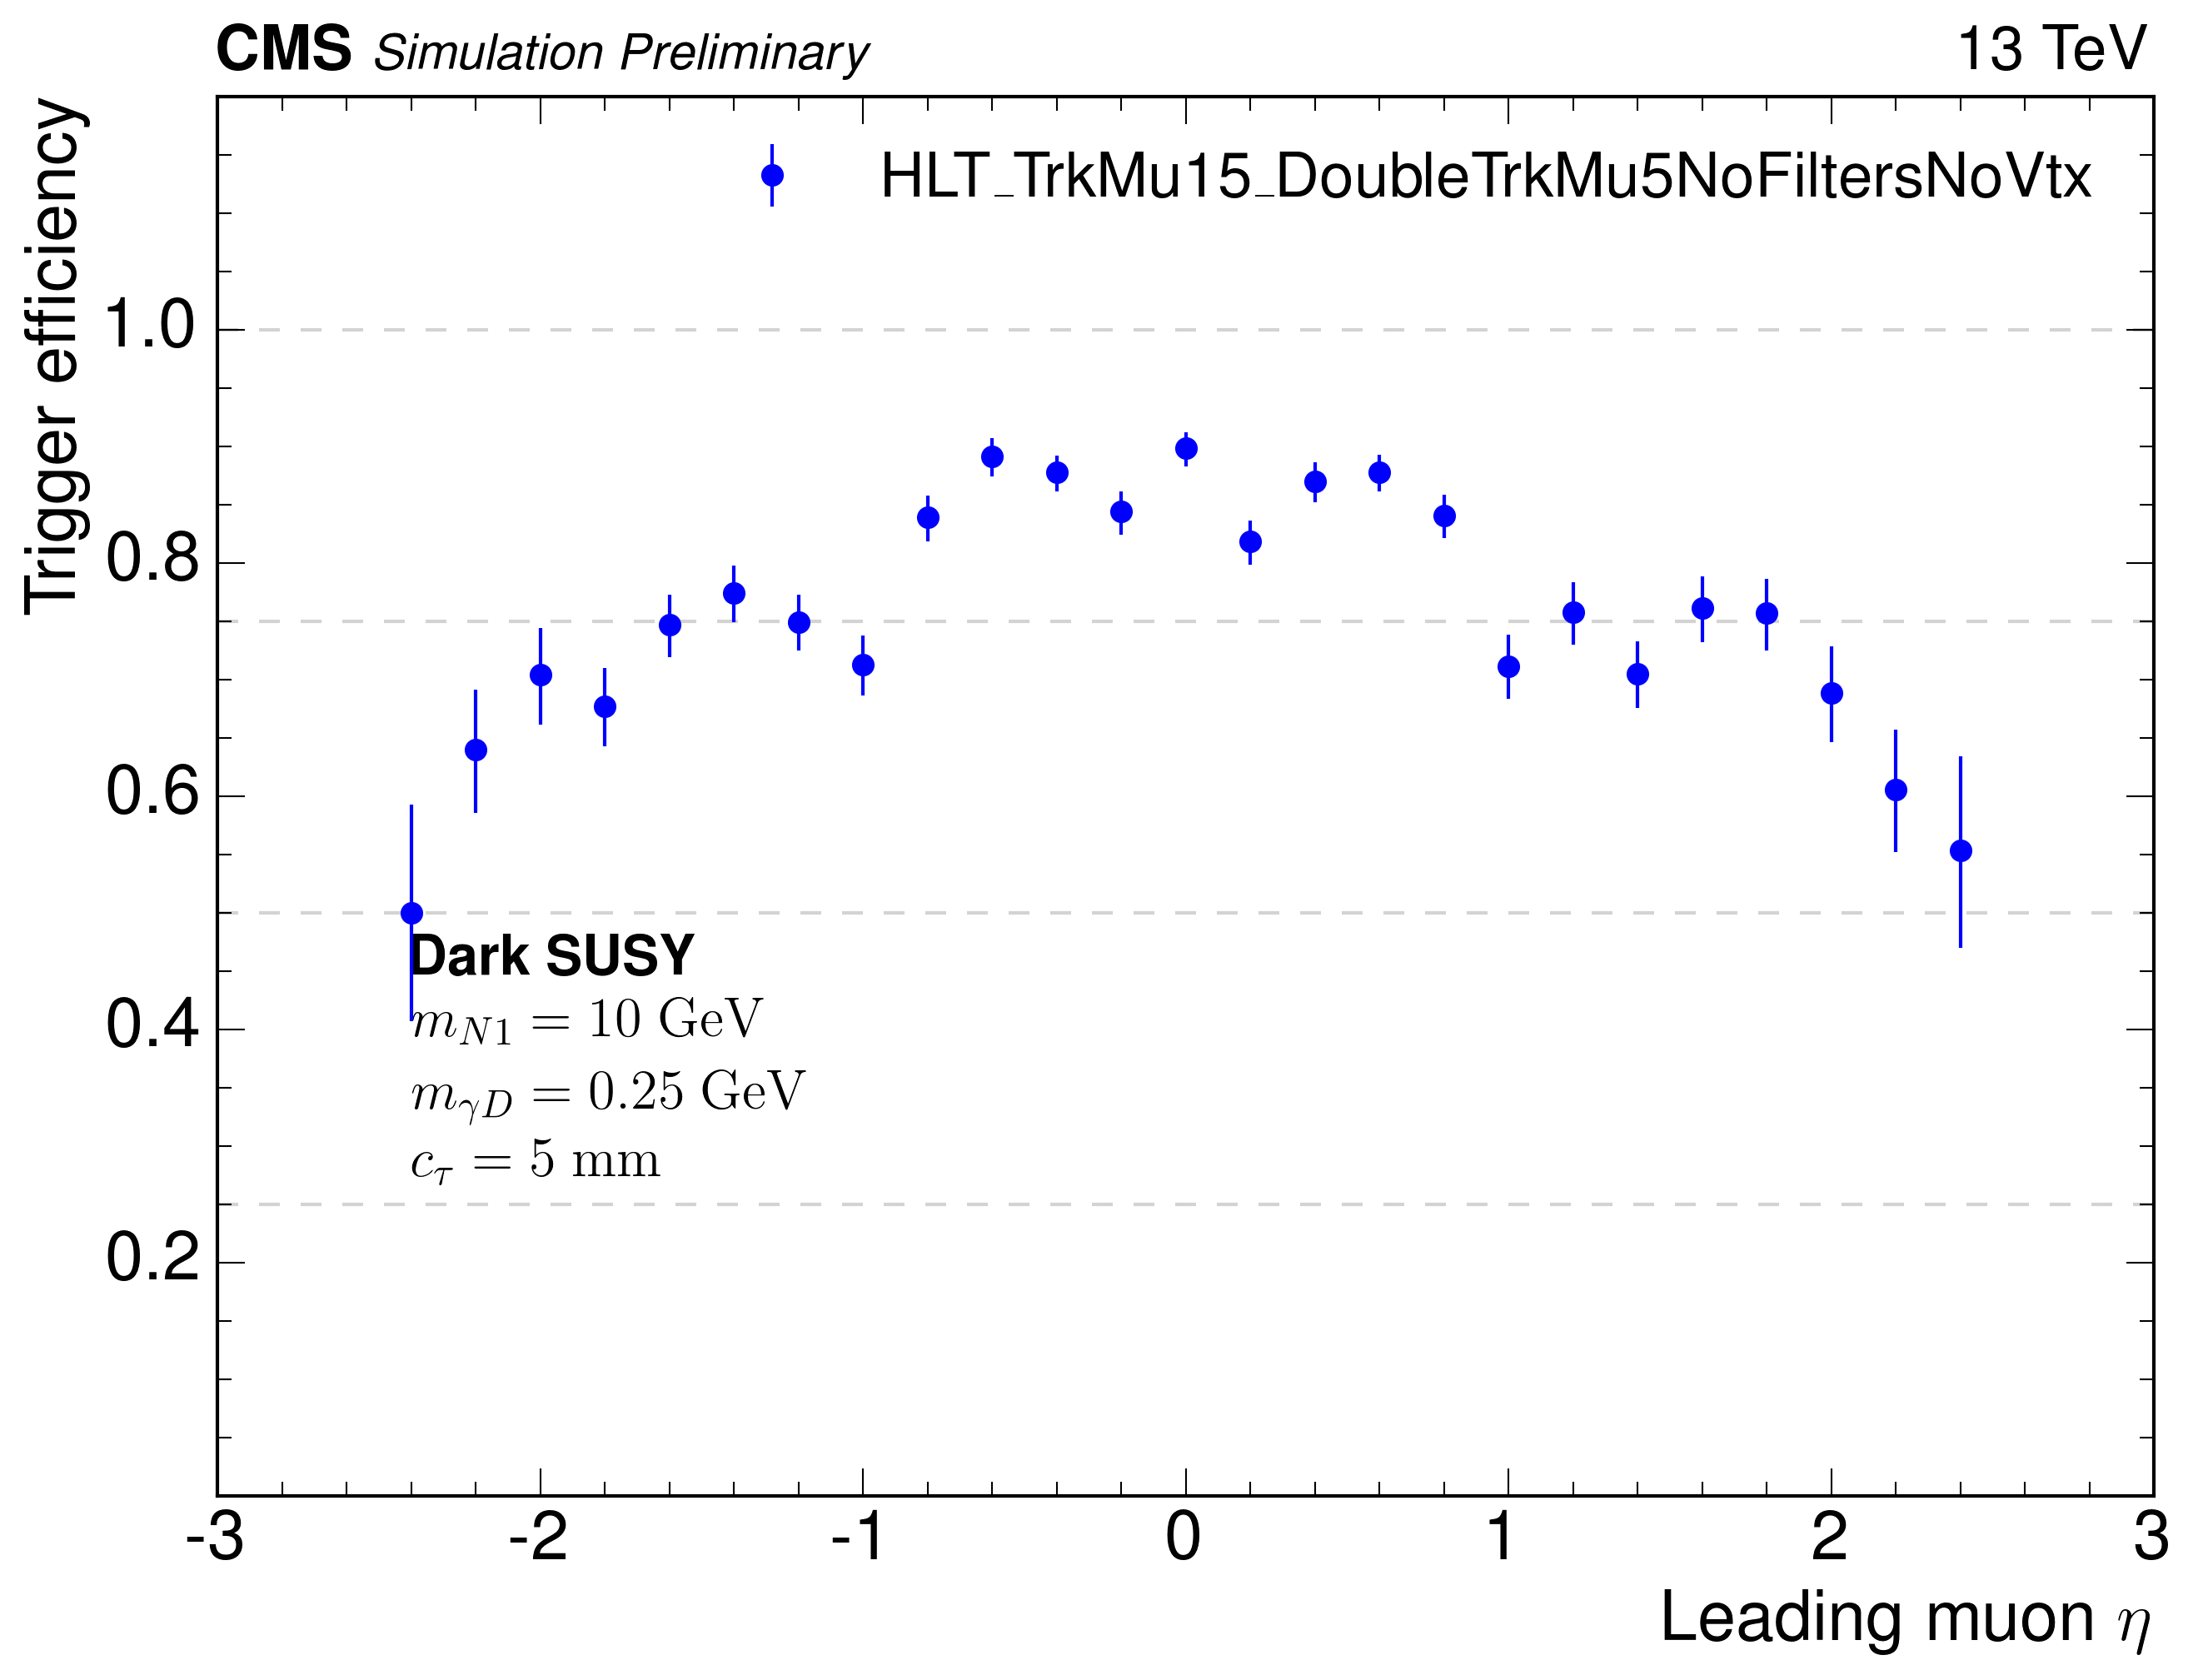 CMS Simulation Preliminary 13 TeV
HLT_TrkMu15_DoubleTrkMu5NoFiltersNoVtx
Trigger efficiency
1.0
0.8
0.6
0.4
0.2
Dark SUSY
m_{N1} = 10 GeV
m_{γD} = 0.25 GeV
c_τ = 5 mm
-3 -2 -1 0 1 2 3
Leading muon η